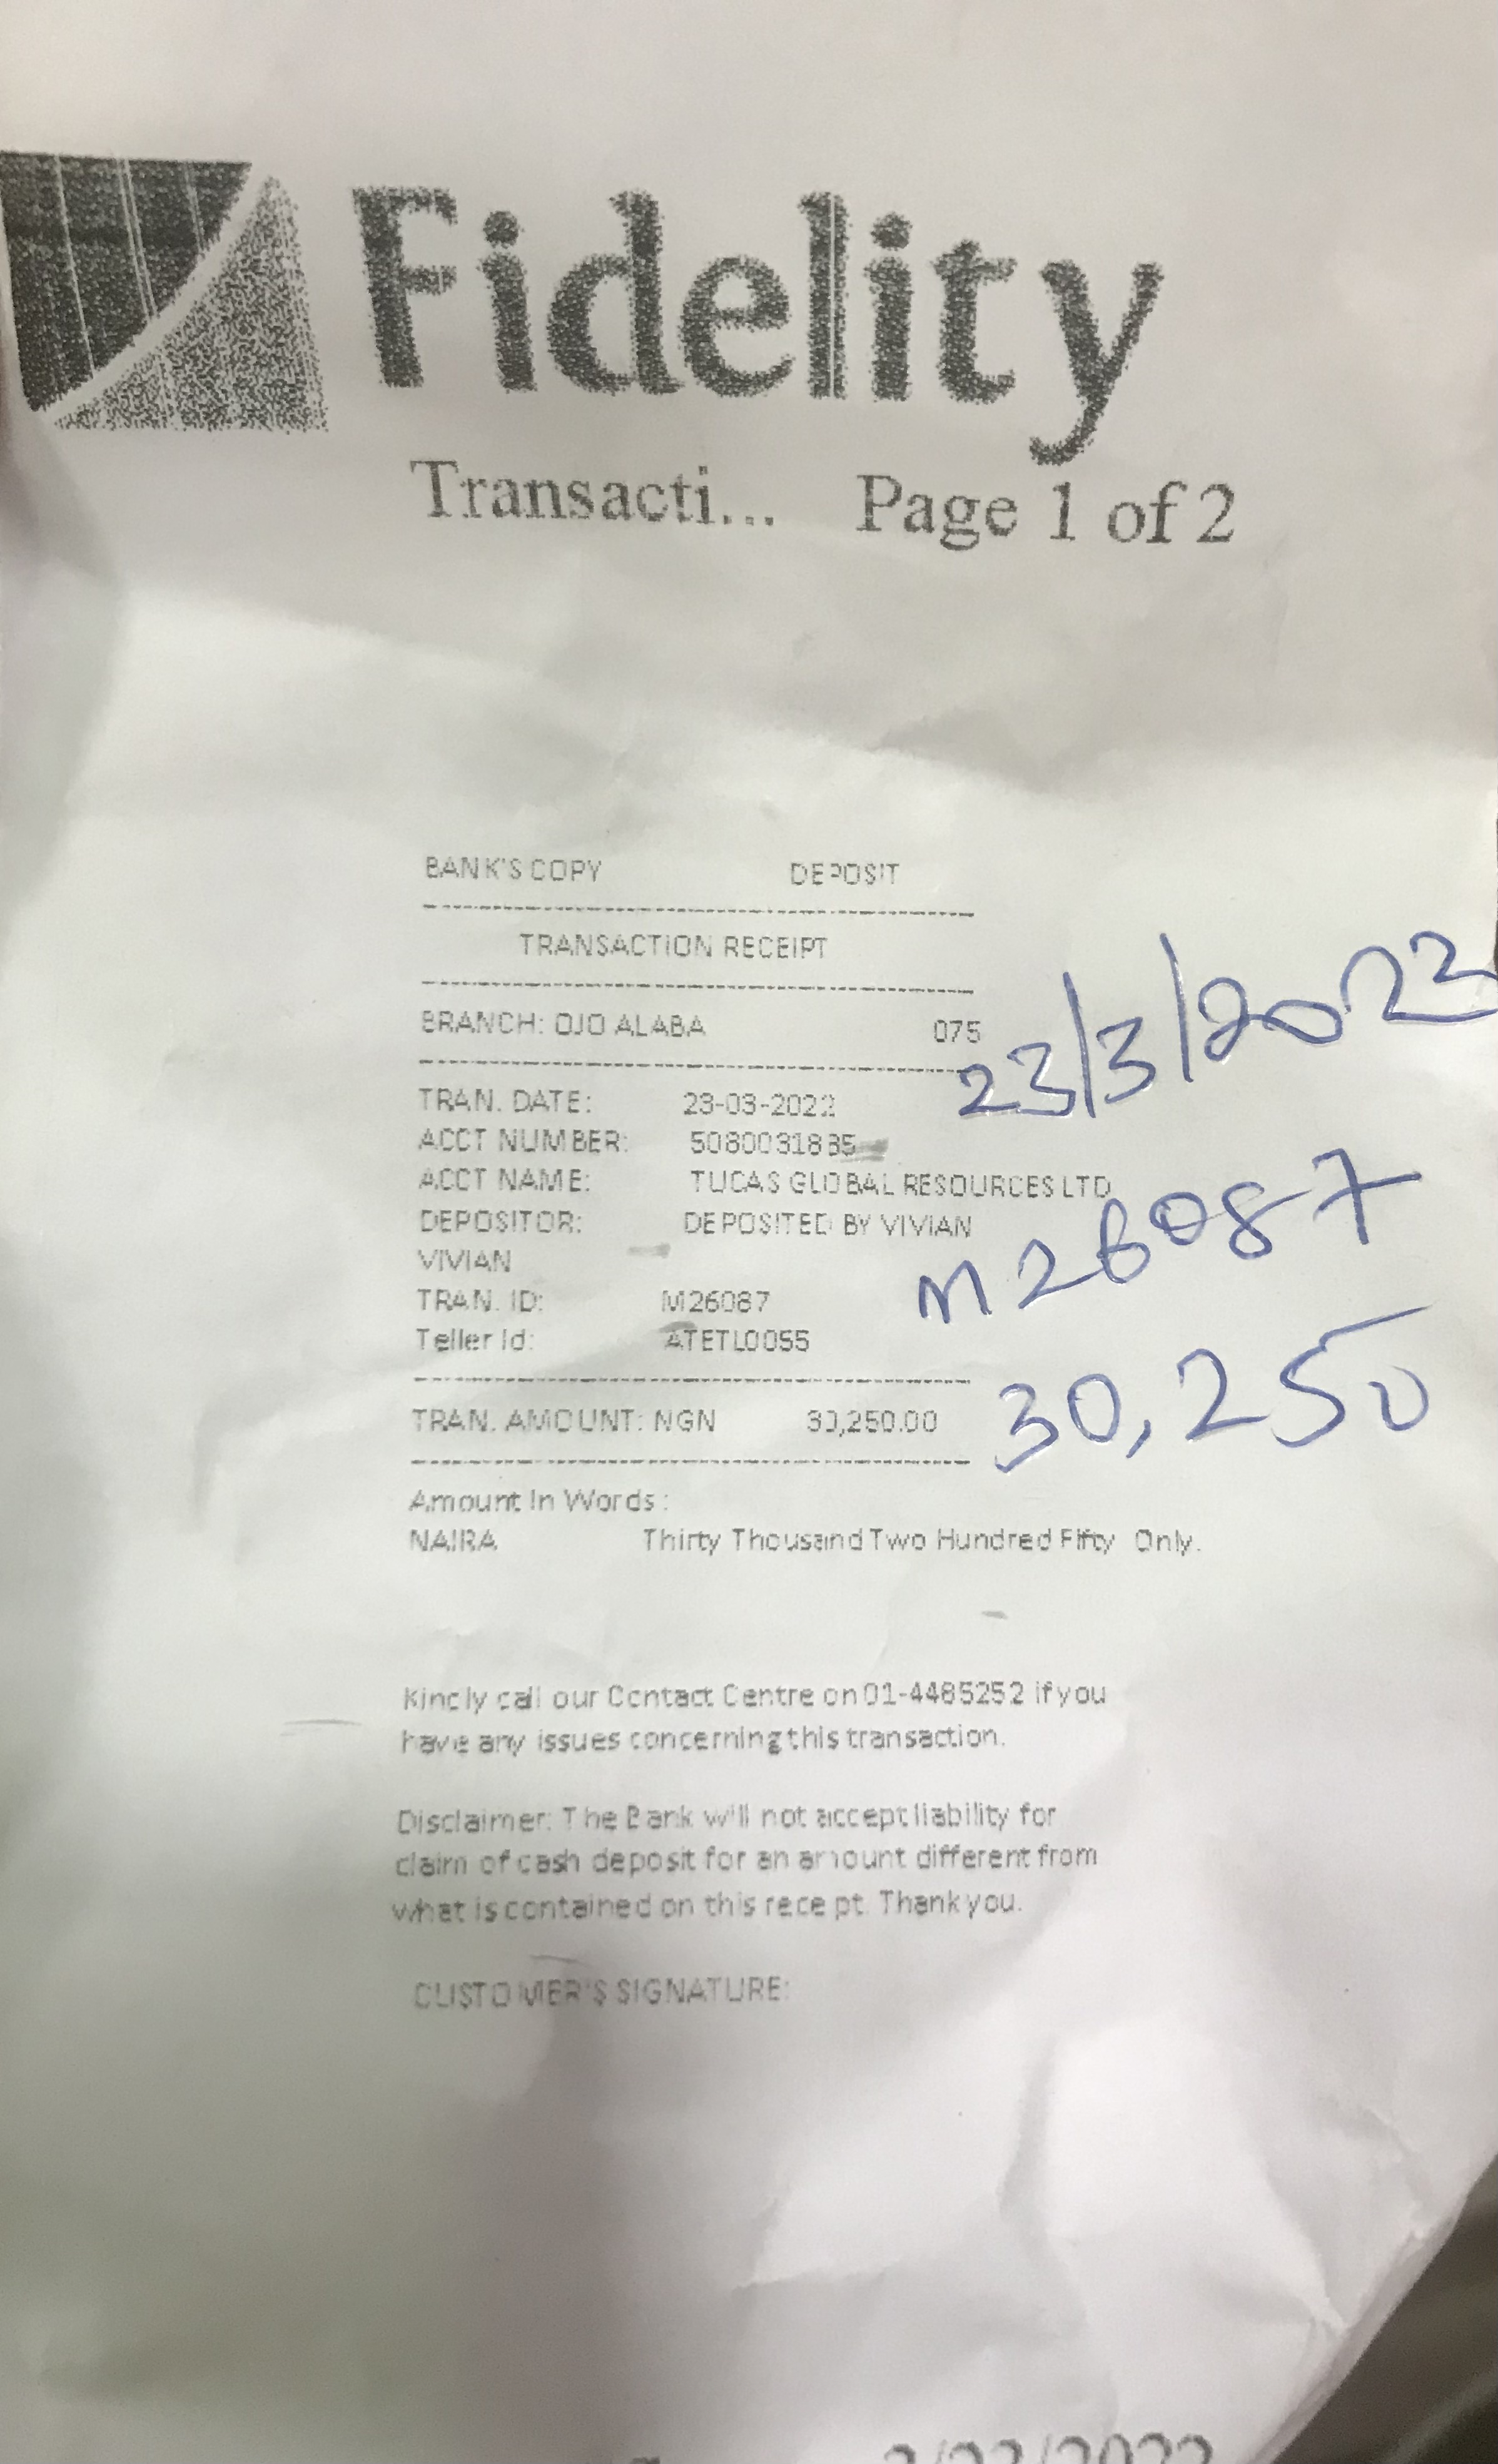 Fidelity
Transacti... Page 1 of 2
BANK'S COPY DEPOSIT
TRANSACTION RECEIPT
BRANCH: OJO ALABA 075
23/3/2022
TRAN. DATE: 23-03-2022
ACCT NUMBER: 5080031835
ACCT NAME: TUCAS GLOBAL RESOURCES LTD
DEPOSITOR: DEPOSITED BY VIVIAN
VIVIAN
M26087
TRAN. ID: M26087
Teller Id: ATETL0055
TRAN. AMOUNT: NGN 30,250.00
30,250
Amount In Words :
NAIRA Thirty Thousand Two Hundred Fifty Only.
Kindly call our Contact Centre on 01-4485252 if you
have any issues concerning this transaction.
Disclaimer: The Bank will not accept liability for
claim of cash deposit for an amount different from
what is contained on this receipt. Thank you.
CUSTOMER'S SIGNATURE:
3/23/2022